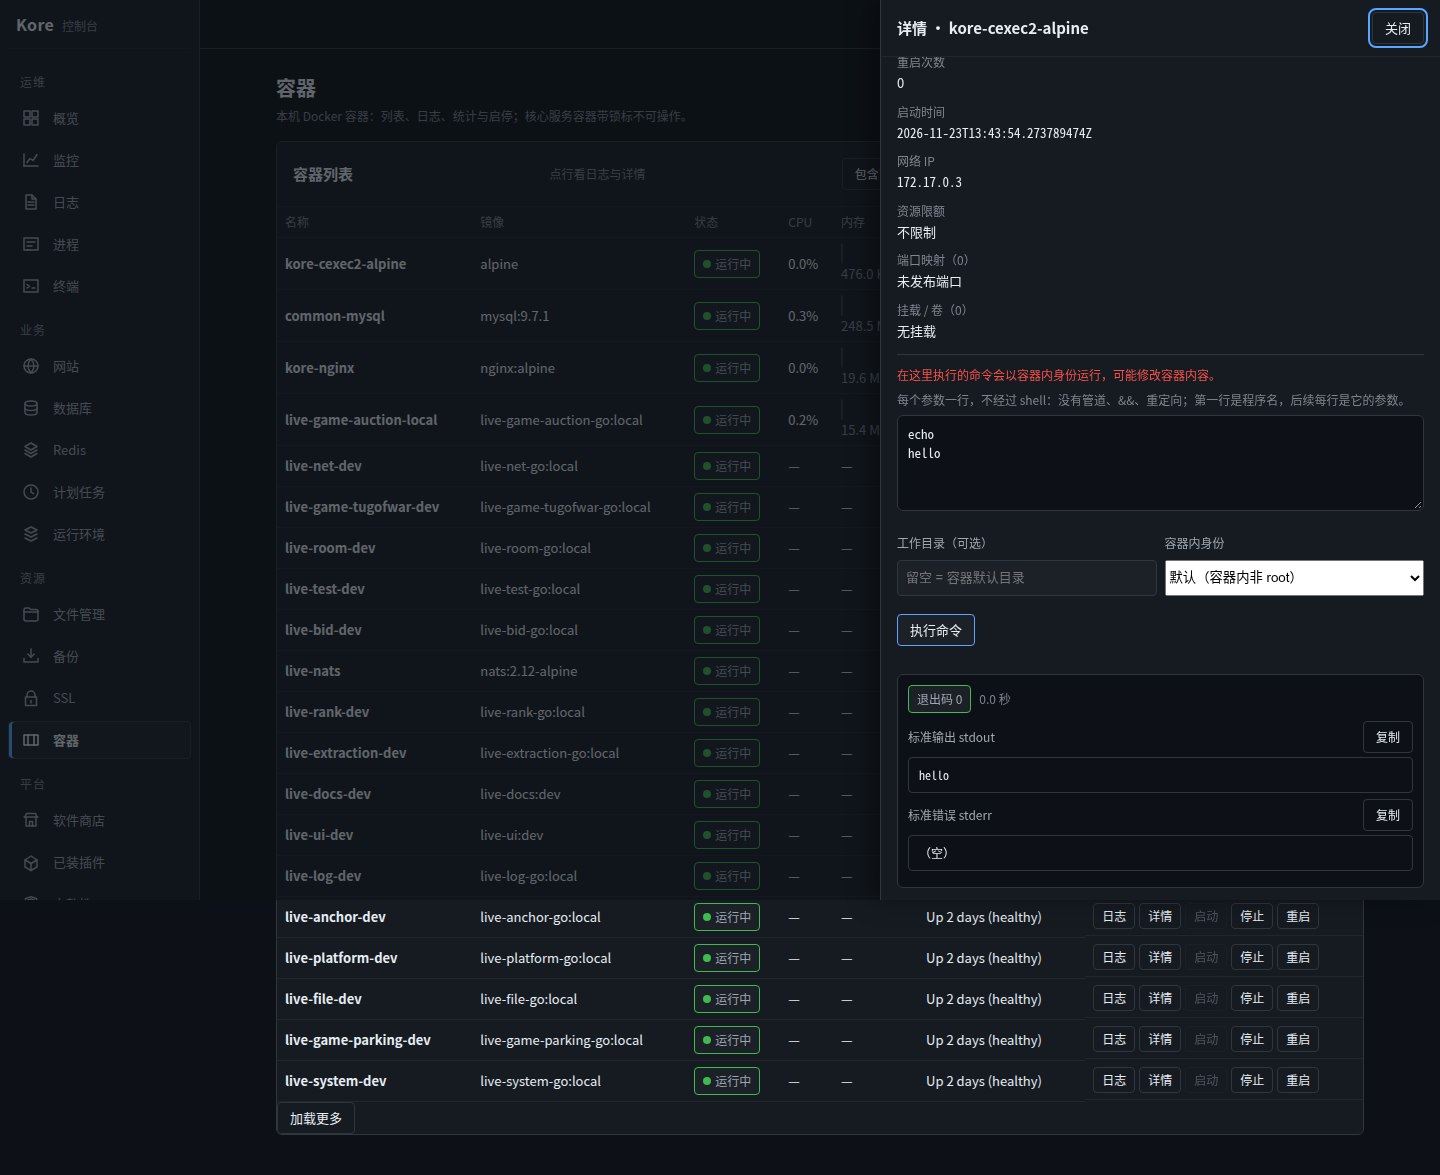 Kore 控制台
运维
概览
监控
日志
进程
终端
业务
网站
数据库
Redis
计划任务
运行环境
资源
文件管理
备份
SSL
容器
平台
软件商店
已装插件
容器
本机 Docker 容器：列表、日志、统计与启停；核心服务容器带锁标不可操作。
容器列表 点行看日志与详情 包含
名称 镜像 状态 CPU 内存
kore-cexec2-alpine alpine 运行中 0.0% 476.0
common-mysql mysql:9.7.1 运行中 0.3% 248.5
kore-nginx nginx:alpine 运行中 0.0% 19.6 M
live-game-auction-local live-game-auction-go:local 运行中 0.2% 15.4 M
live-net-dev live-net-go:local 运行中 — —
live-game-tugofwar-dev live-game-tugofwar-go:local 运行中 — —
live-room-dev live-room-go:local 运行中 — —
live-test-dev live-test-go:local 运行中 — —
live-bid-dev live-bid-go:local 运行中 — —
live-nats nats:2.12-alpine 运行中 — —
live-rank-dev live-rank-go:local 运行中 — —
live-extraction-dev live-extraction-go:local 运行中 — —
live-docs-dev live-docs:dev 运行中 — —
live-ui-dev live-ui:dev 运行中 — —
live-log-dev live-log-go:local 运行中 — —
live-anchor-dev live-anchor-go:local 运行中 — — Up 2 days (healthy) 日志 详情 启动 停止 重启
live-platform-dev live-platform-go:local 运行中 — — Up 2 days (healthy) 日志 详情 启动 停止 重启
live-file-dev live-file-go:local 运行中 — — Up 2 days (healthy) 日志 详情 启动 停止 重启
live-game-parking-dev live-game-parking-go:local 运行中 — — Up 2 days (healthy) 日志 详情 启动 停止 重启
live-system-dev live-system-go:local 运行中 — — Up 2 days (healthy) 日志 详情 启动 停止 重启
加载更多
详情 · kore-cexec2-alpine 关闭
重启次数
0
启动时间
2026-11-23T13:43:54.273789474Z
网络 IP
172.17.0.3
资源限额
不限制
端口映射（0）
未发布端口
挂载 / 卷（0）
无挂载
在这里执行的命令会以容器内身份运行，可能修改容器内容。
每个参数一行，不经过 shell：没有管道、&&、重定向；第一行是程序名，后续每行是它的参数。
echo
hello
工作目录（可选） 容器内身份
留空 = 容器默认目录 默认（容器内非 root）
执行命令
退出码 0 0.0 秒
标准输出 stdout 复制
hello
标准错误 stderr 复制
（空）